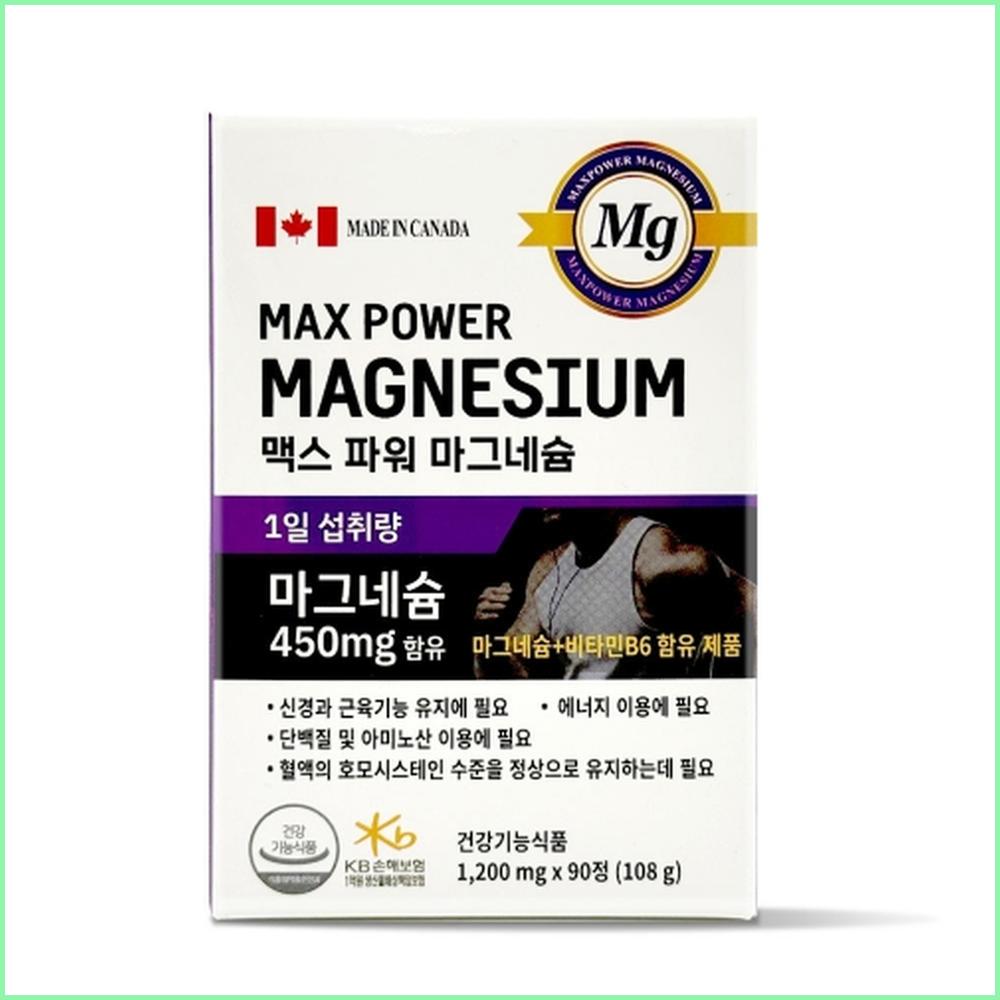 MADE IN CANADA
MAXPOWER MAGNESIUM
Mg
MAXPOWER MAGNESIUM
MAX POWER
MAGNESIUM
맥스 파워 마그네슘
1일 섭취량
마그네슘
450mg 함유
마그네슘+비타민B6 함유 제품
• 신경과 근육기능 유지에 필요 • 에너지 이용에 필요
• 단백질 및 아미노산 이용에 필요
• 혈액의 호모시스테인 수준을 정상으로 유지하는데 필요
건강
기능식품
Kb
KB손해보험
건강기능식품
1,200 mg x 90정 (108 g)